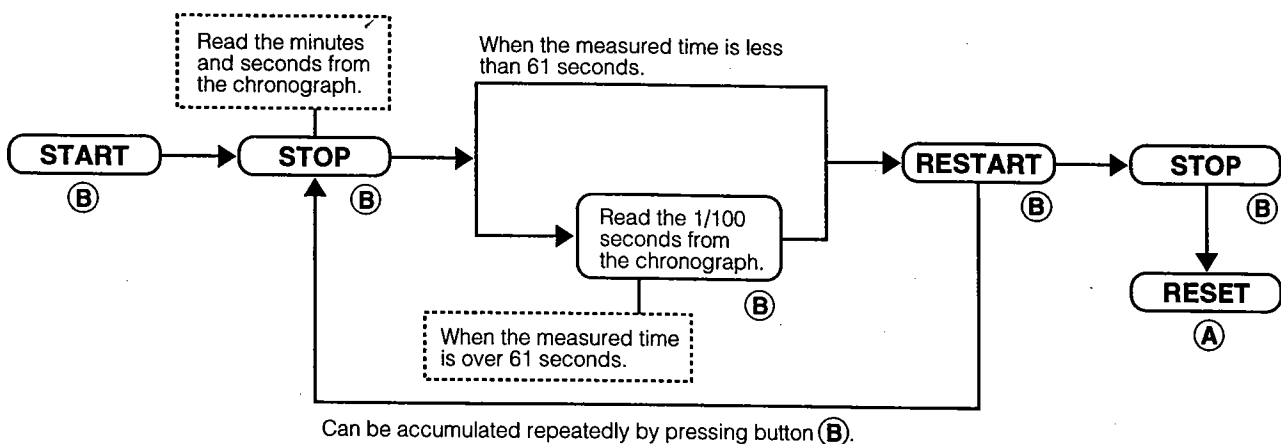 Read the minutes
and seconds from
the chronograph.
When the measured time is less
than 61 seconds.
START
B
STOP
B
Read the 1/100
seconds from
the chronograph.
B
When the measured time
is over 61 seconds.
RESTART
B
STOP
B
RESET
A
Can be accumulated repeatedly by pressing button B.